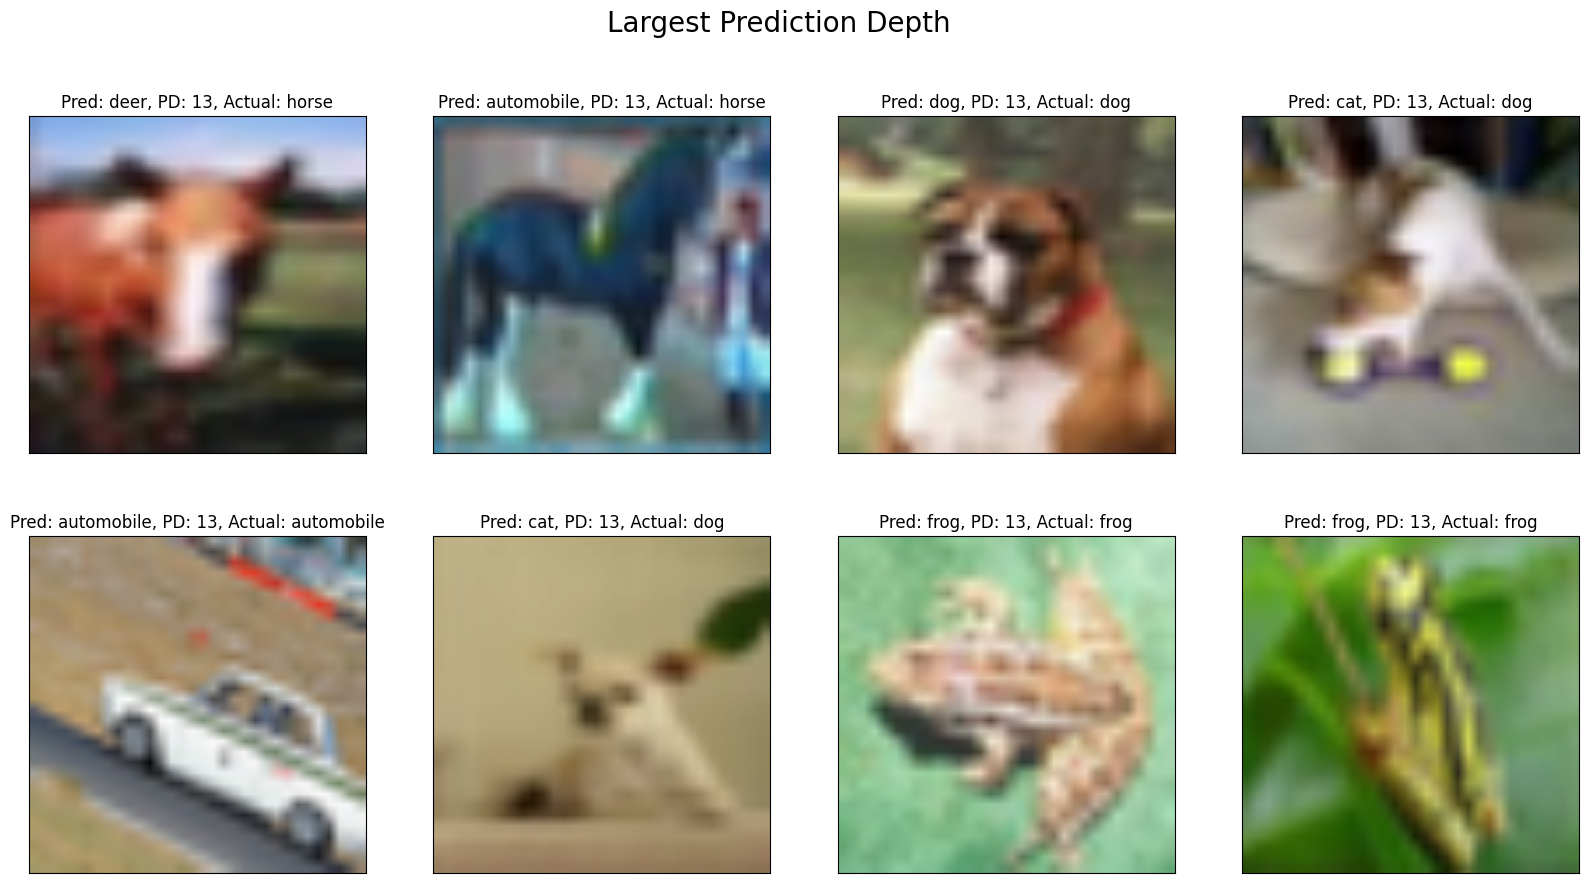 Largest Prediction Depth
Pred: deer, PD: 13, Actual: horse
Pred: automobile, PD: 13, Actual: horse
Pred: dog, PD: 13, Actual: dog
Pred: cat, PD: 13, Actual: dog
Pred: automobile, PD: 13, Actual: automobile
Pred: cat, PD: 13, Actual: dog
Pred: frog, PD: 13, Actual: frog
Pred: frog, PD: 13, Actual: frog